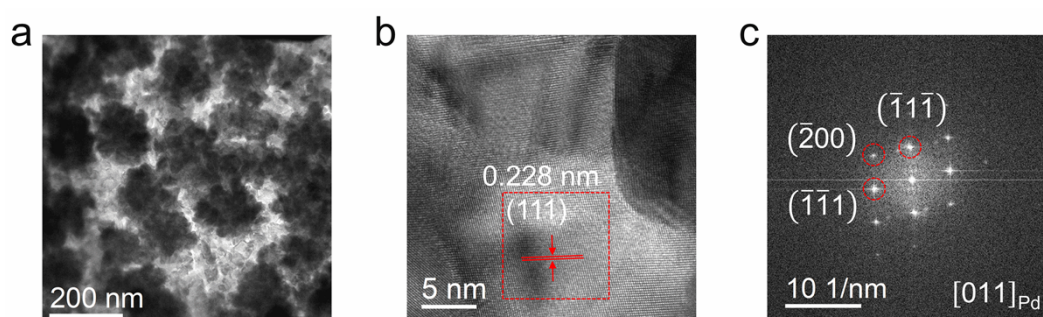 a
200 nm
b
0.228 nm
(111)
5 nm
c
(1̅11̅)
(2̅00)
(1̅1̅1)
10 1/nm
[011]Pd